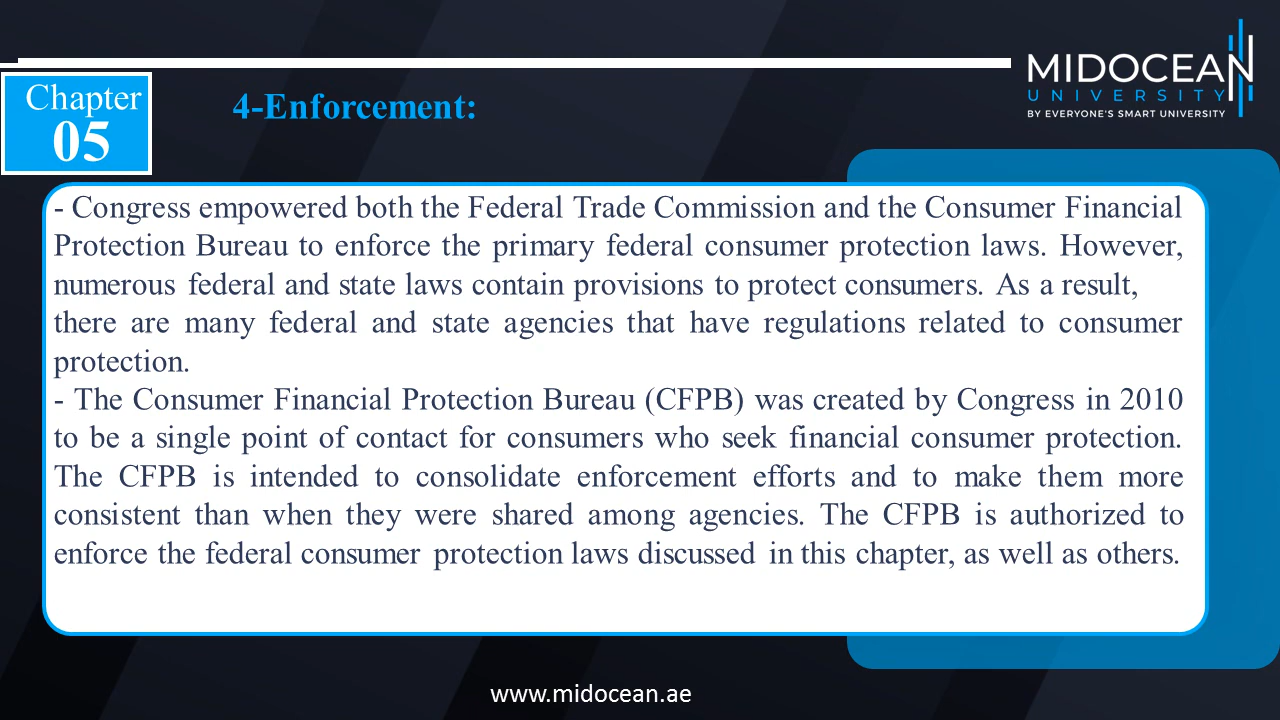 MIDOCEAN
UNIVERSITY
BY EVERYONE'S SMART UNIVERSITY
Chapter
05
4-Enforcement:
- Congress empowered both the Federal Trade Commission and the Consumer Financial
Protection Bureau to enforce the primary federal consumer protection laws. However,
numerous federal and state laws contain provisions to protect consumers. As a result,
there are many federal and state agencies that have regulations related to consumer
protection.
- The Consumer Financial Protection Bureau (CFPB) was created by Congress in 2010
to be a single point of contact for consumers who seek financial consumer protection.
The CFPB is intended to consolidate enforcement efforts and to make them more
consistent than when they were shared among agencies. The CFPB is authorized to
enforce the federal consumer protection laws discussed in this chapter, as well as others.
www.midocean.ae